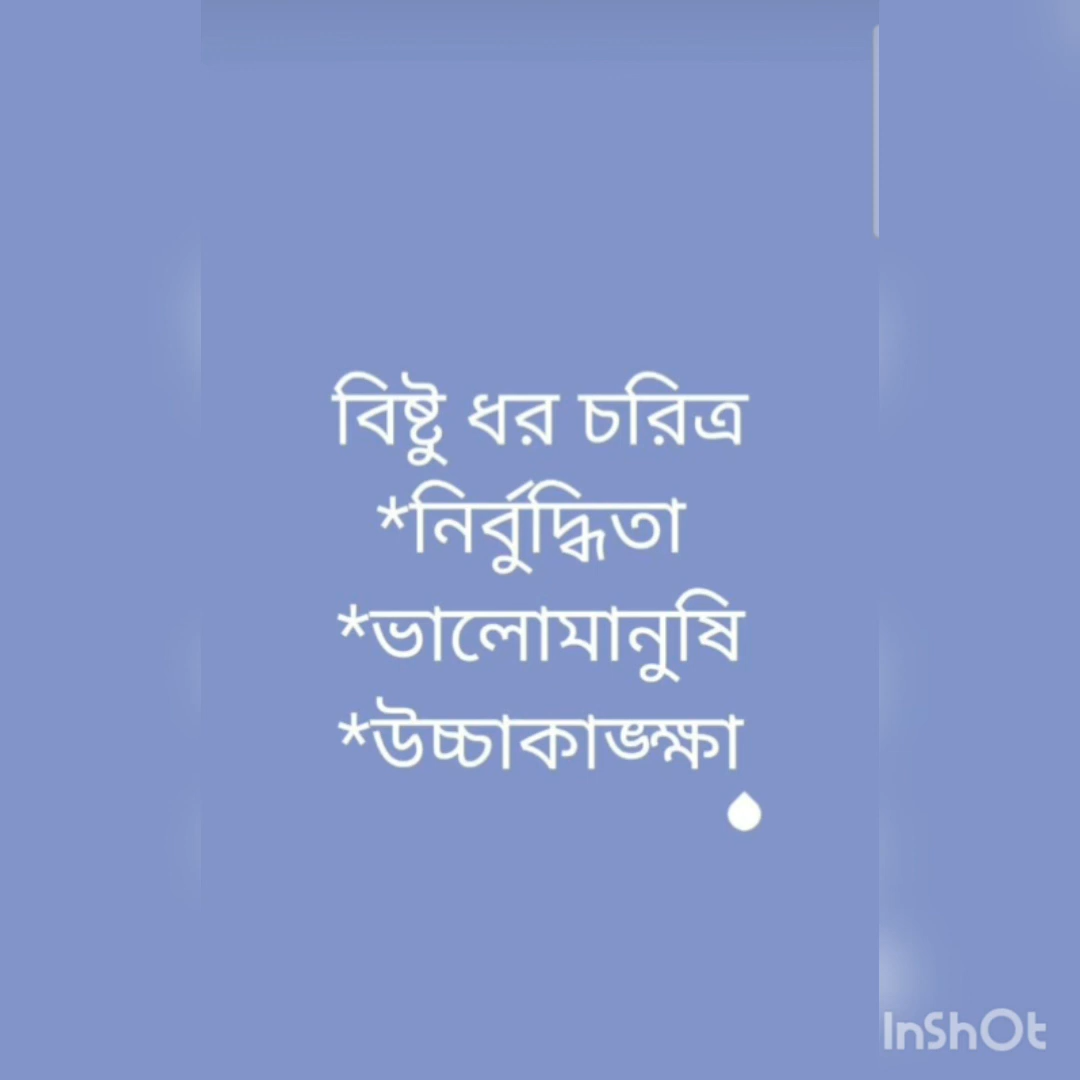 বিষ্টু ধর চরিত্র
*নির্বুদ্ধিতা
*ভালোমানুষি
*উচ্চাকাঙ্ক্ষা
InShOt